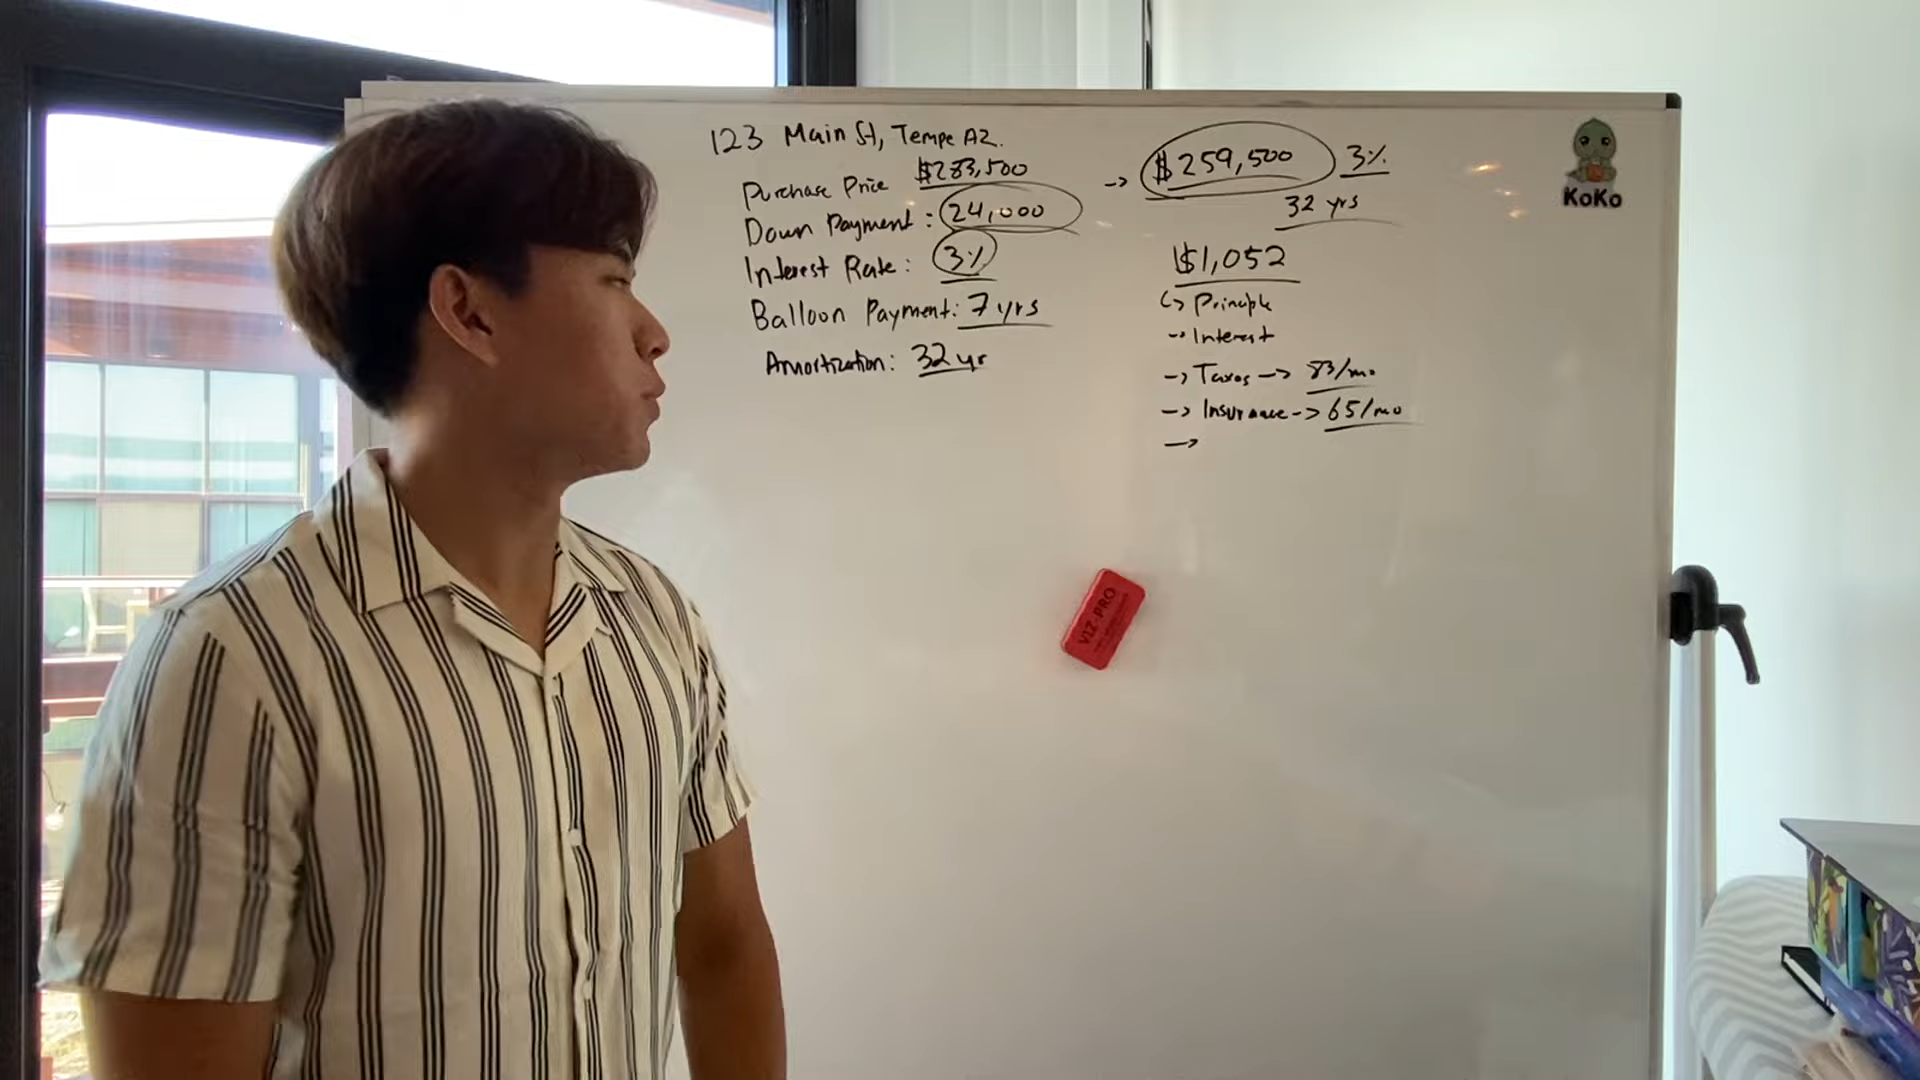 123 Main St, Tempe AZ.
Purchase Price $283,500
Down Payment: 24,000
Interest Rate: 3%
Balloon Payment: 7 yrs
Amortization: 32 yr
-> $259,500 3%
32 yrs
$1,052
↳ Principle
-> Interest
-> Taxes -> 83/mo
-> Insurance -> 65/mo
->
KoKo
VIZ-PRO